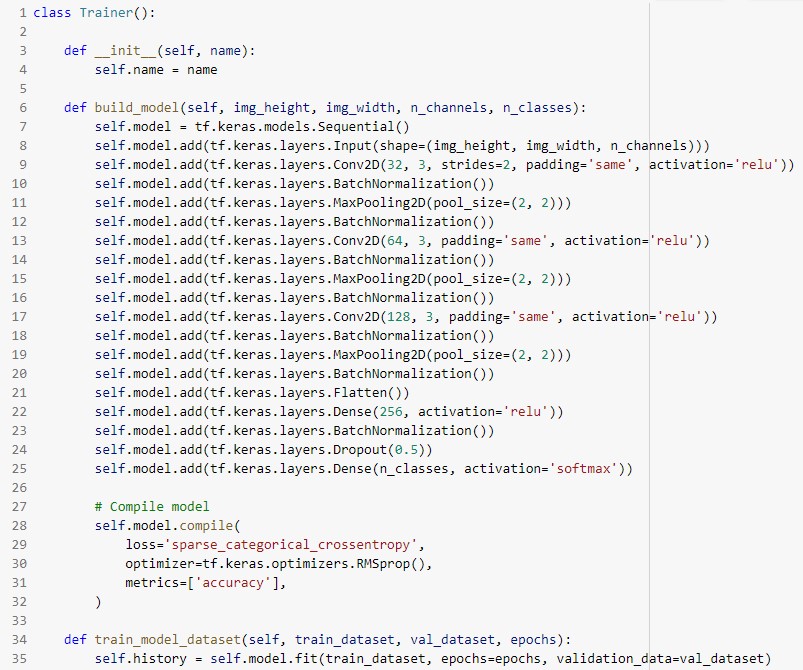 1 class Trainer():
2
3     def __init__(self, name):
4         self.name = name
5
6     def build_model(self, img_height, img_width, n_channels, n_classes):
7         self.model = tf.keras.models.Sequential()
8         self.model.add(tf.keras.layers.Input(shape=(img_height, img_width, n_channels)))
9         self.model.add(tf.keras.layers.Conv2D(32, 3, strides=2, padding='same', activation='relu'))
10         self.model.add(tf.keras.layers.BatchNormalization())
11         self.model.add(tf.keras.layers.MaxPooling2D(pool_size=(2, 2)))
12         self.model.add(tf.keras.layers.BatchNormalization())
13         self.model.add(tf.keras.layers.Conv2D(64, 3, padding='same', activation='relu'))
14         self.model.add(tf.keras.layers.BatchNormalization())
15         self.model.add(tf.keras.layers.MaxPooling2D(pool_size=(2, 2)))
16         self.model.add(tf.keras.layers.BatchNormalization())
17         self.model.add(tf.keras.layers.Conv2D(128, 3, padding='same', activation='relu'))
18         self.model.add(tf.keras.layers.BatchNormalization())
19         self.model.add(tf.keras.layers.MaxPooling2D(pool_size=(2, 2)))
20         self.model.add(tf.keras.layers.BatchNormalization())
21         self.model.add(tf.keras.layers.Flatten())
22         self.model.add(tf.keras.layers.Dense(256, activation='relu'))
23         self.model.add(tf.keras.layers.BatchNormalization())
24         self.model.add(tf.keras.layers.Dropout(0.5))
25         self.model.add(tf.keras.layers.Dense(n_classes, activation='softmax'))
26
27         # Compile model
28         self.model.compile(
29             loss='sparse_categorical_crossentropy',
30             optimizer=tf.keras.optimizers.RMSprop(),
31             metrics=['accuracy'],
32         )
33
34     def train_model_dataset(self, train_dataset, val_dataset, epochs):
35         self.history = self.model.fit(train_dataset, epochs=epochs, validation_data=val_dataset)